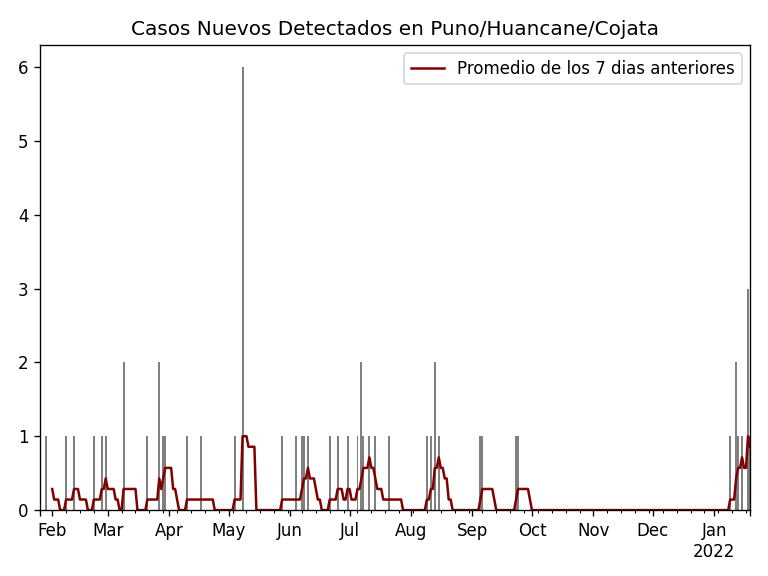 Casos Nuevos Detectados en Puno/Huancane/Cojata
Promedio de los 7 dias anteriores
6
5
4
3
2
1
0
Feb Mar Apr May Jun Jul Aug Sep Oct Nov Dec Jan
2022